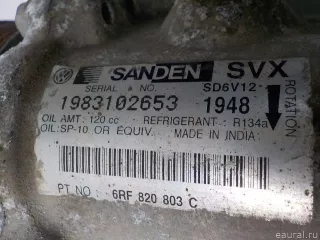 SANDEN SVX
SERIAL & NO. SD6V12
1983102653 1948
ROTATION
OIL AMT: 120 cc REFRIGERANT: R134a
OIL:SP-10 OR EQUIV. MADE IN INDIA
PT NO : 6RF 820 803 C
eaural.ru